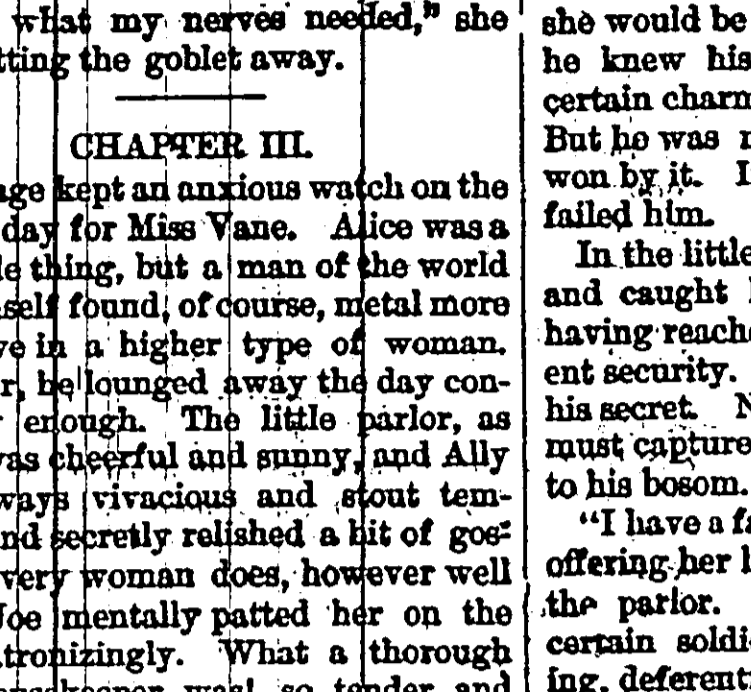 what my nerves needed," she
tting the goblet away.
CHAPTER III.
age kept an anxious watch on the
day for Miss Vane. Alice was a
le thing, but a man of the world
self found, of course, metal more
ve in a higher type of woman.
r, he lounged away the day con-
enough. The little parlor, as
was cheerful and sunny, and Ally
ways vivacious and stout tem-
nd secretly relished a bit of gos-
very woman does, however well
Joe mentally patted her on the
tronizingly. What a thorough
was! so tender and
she would be
he knew his
certain charm
But he was
won by it. I
failed him.
In the little
and caught
having reache
ent security.
his secret. N
must capture
to his bosom.
"I have a fa
offering her
the parlor.
certain soldi
ing, deferent